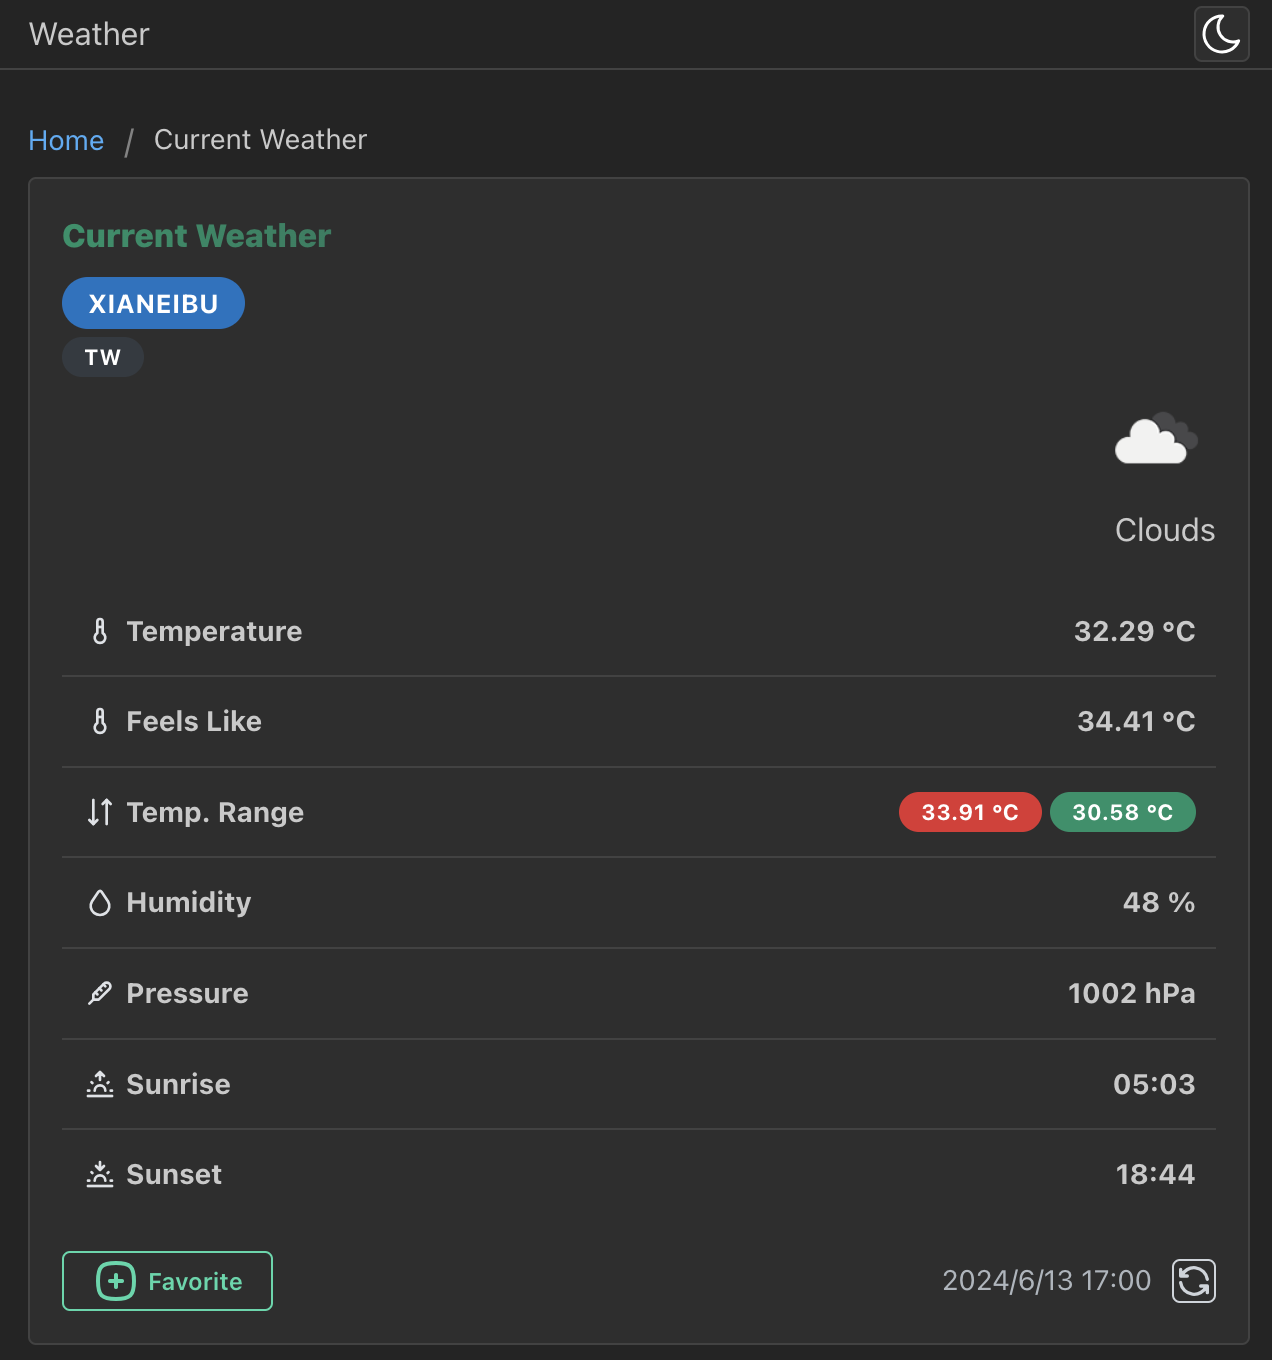 Weather
Home / Current Weather
Current Weather
XIANEIBU
TW
Clouds
Temperature 32.29 °C
Feels Like 34.41 °C
Temp. Range 33.91 °C 30.58 °C
Humidity 48 %
Pressure 1002 hPa
Sunrise 05:03
Sunset 18:44
Favorite 2024/6/13 17:00